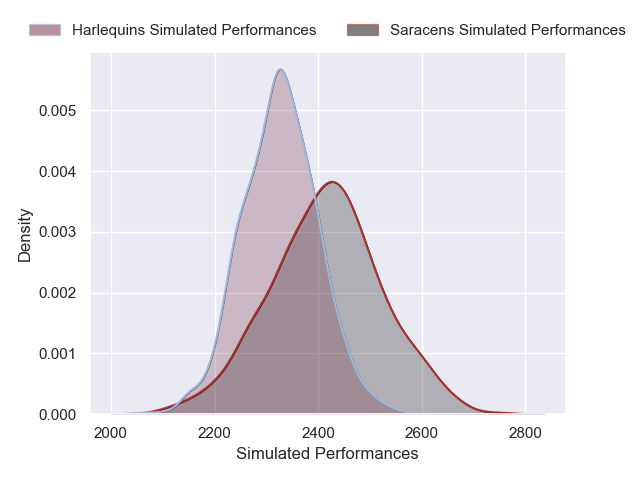 Harlequins Simulated Performances Saracens Simulated Performances
0.005
0.004
0.003
0.002
0.001
0.000
Density
2000 2200 2400 2600 2800
Simulated Performances